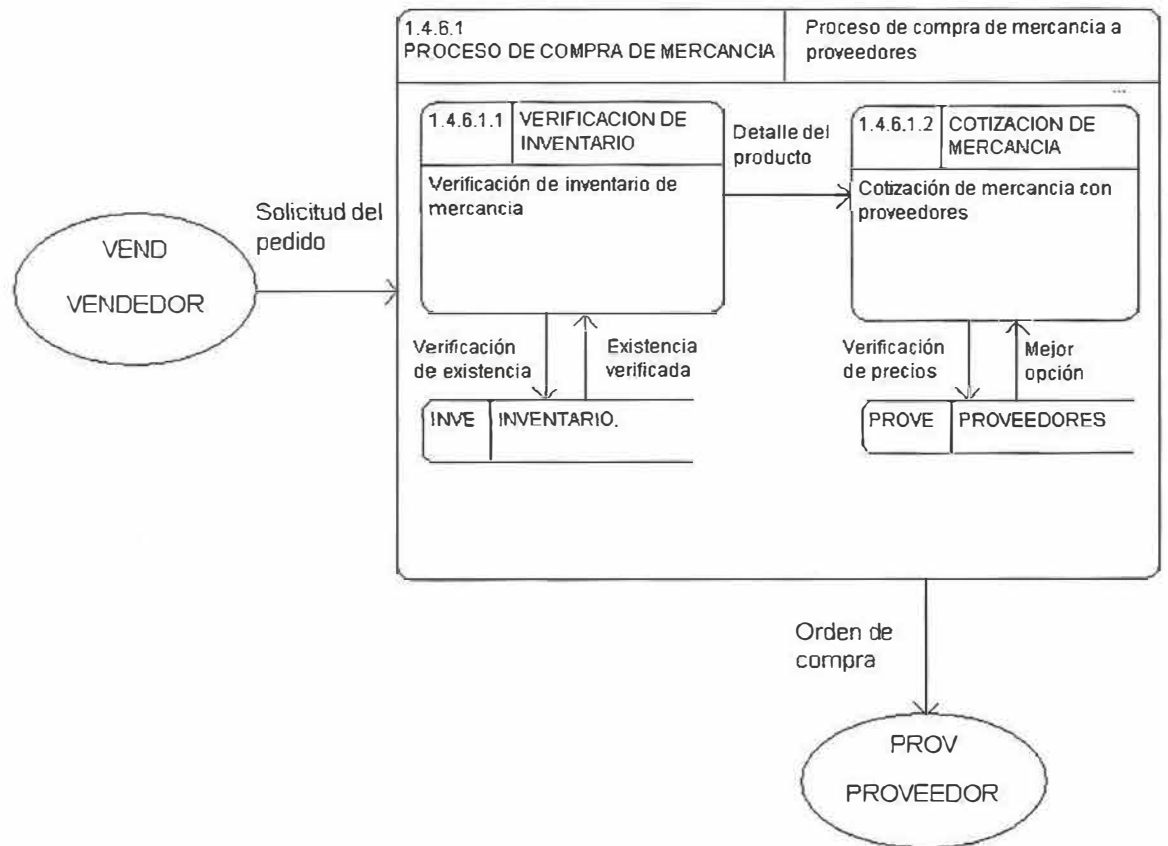 1.4.6.1
PROCESO DE COMPRA DE MERCANCIA
Proceso de compra de mercancia a
proveedores
...
1.4.6.1.1
VERIFICACION DE
INVENTARIO
Verificación de inventario de
mercancia
Detalle del
producto
1.4.6.1.2
COTIZACION DE
MERCANCIA
Cotización de mercancia con
proveedores
Solicitud del
pedido
VEND
VENDEDOR
Verificación
de existencia
Existencia
verificada
Verificación
de precios
Mejor
opción
INVE
INVENTARIO.
PROVE
PROVEEDORES
Orden de
compra
PROV
PROVEEDOR